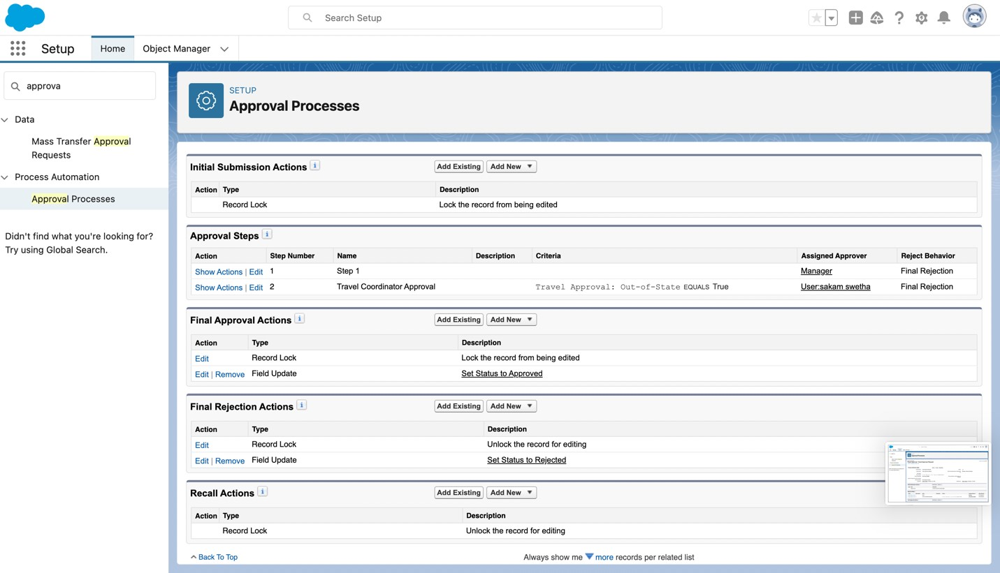 Search Setup
Setup
Home
Object Manager
approva
Data
Mass Transfer Approval
Requests
Process Automation
Approval Processes
Didn't find what you're looking for?
Try using Global Search.
SETUP
Approval Processes
Initial Submission Actions
Add Existing Add New
Action Type Description
Record Lock Lock the record from being edited
Approval Steps
Action Step Number Name Description Criteria Assigned Approver Reject Behavior
Show Actions | Edit 1 Step 1 Manager Final Rejection
Show Actions | Edit 2 Travel Coordinator Approval Travel Approval: Out-of-State EQUALS True User:sakam swetha Final Rejection
Final Approval Actions
Add Existing Add New
Action Type Description
Edit Record Lock Lock the record from being edited
Edit | Remove Field Update Set Status to Approved
Final Rejection Actions
Add Existing Add New
Action Type Description
Edit Record Lock Unlock the record for editing
Edit | Remove Field Update Set Status to Rejected
Recall Actions
Add Existing Add New
Action Type Description
Record Lock Unlock the record for editing
Back To Top
Always show me more records per related list